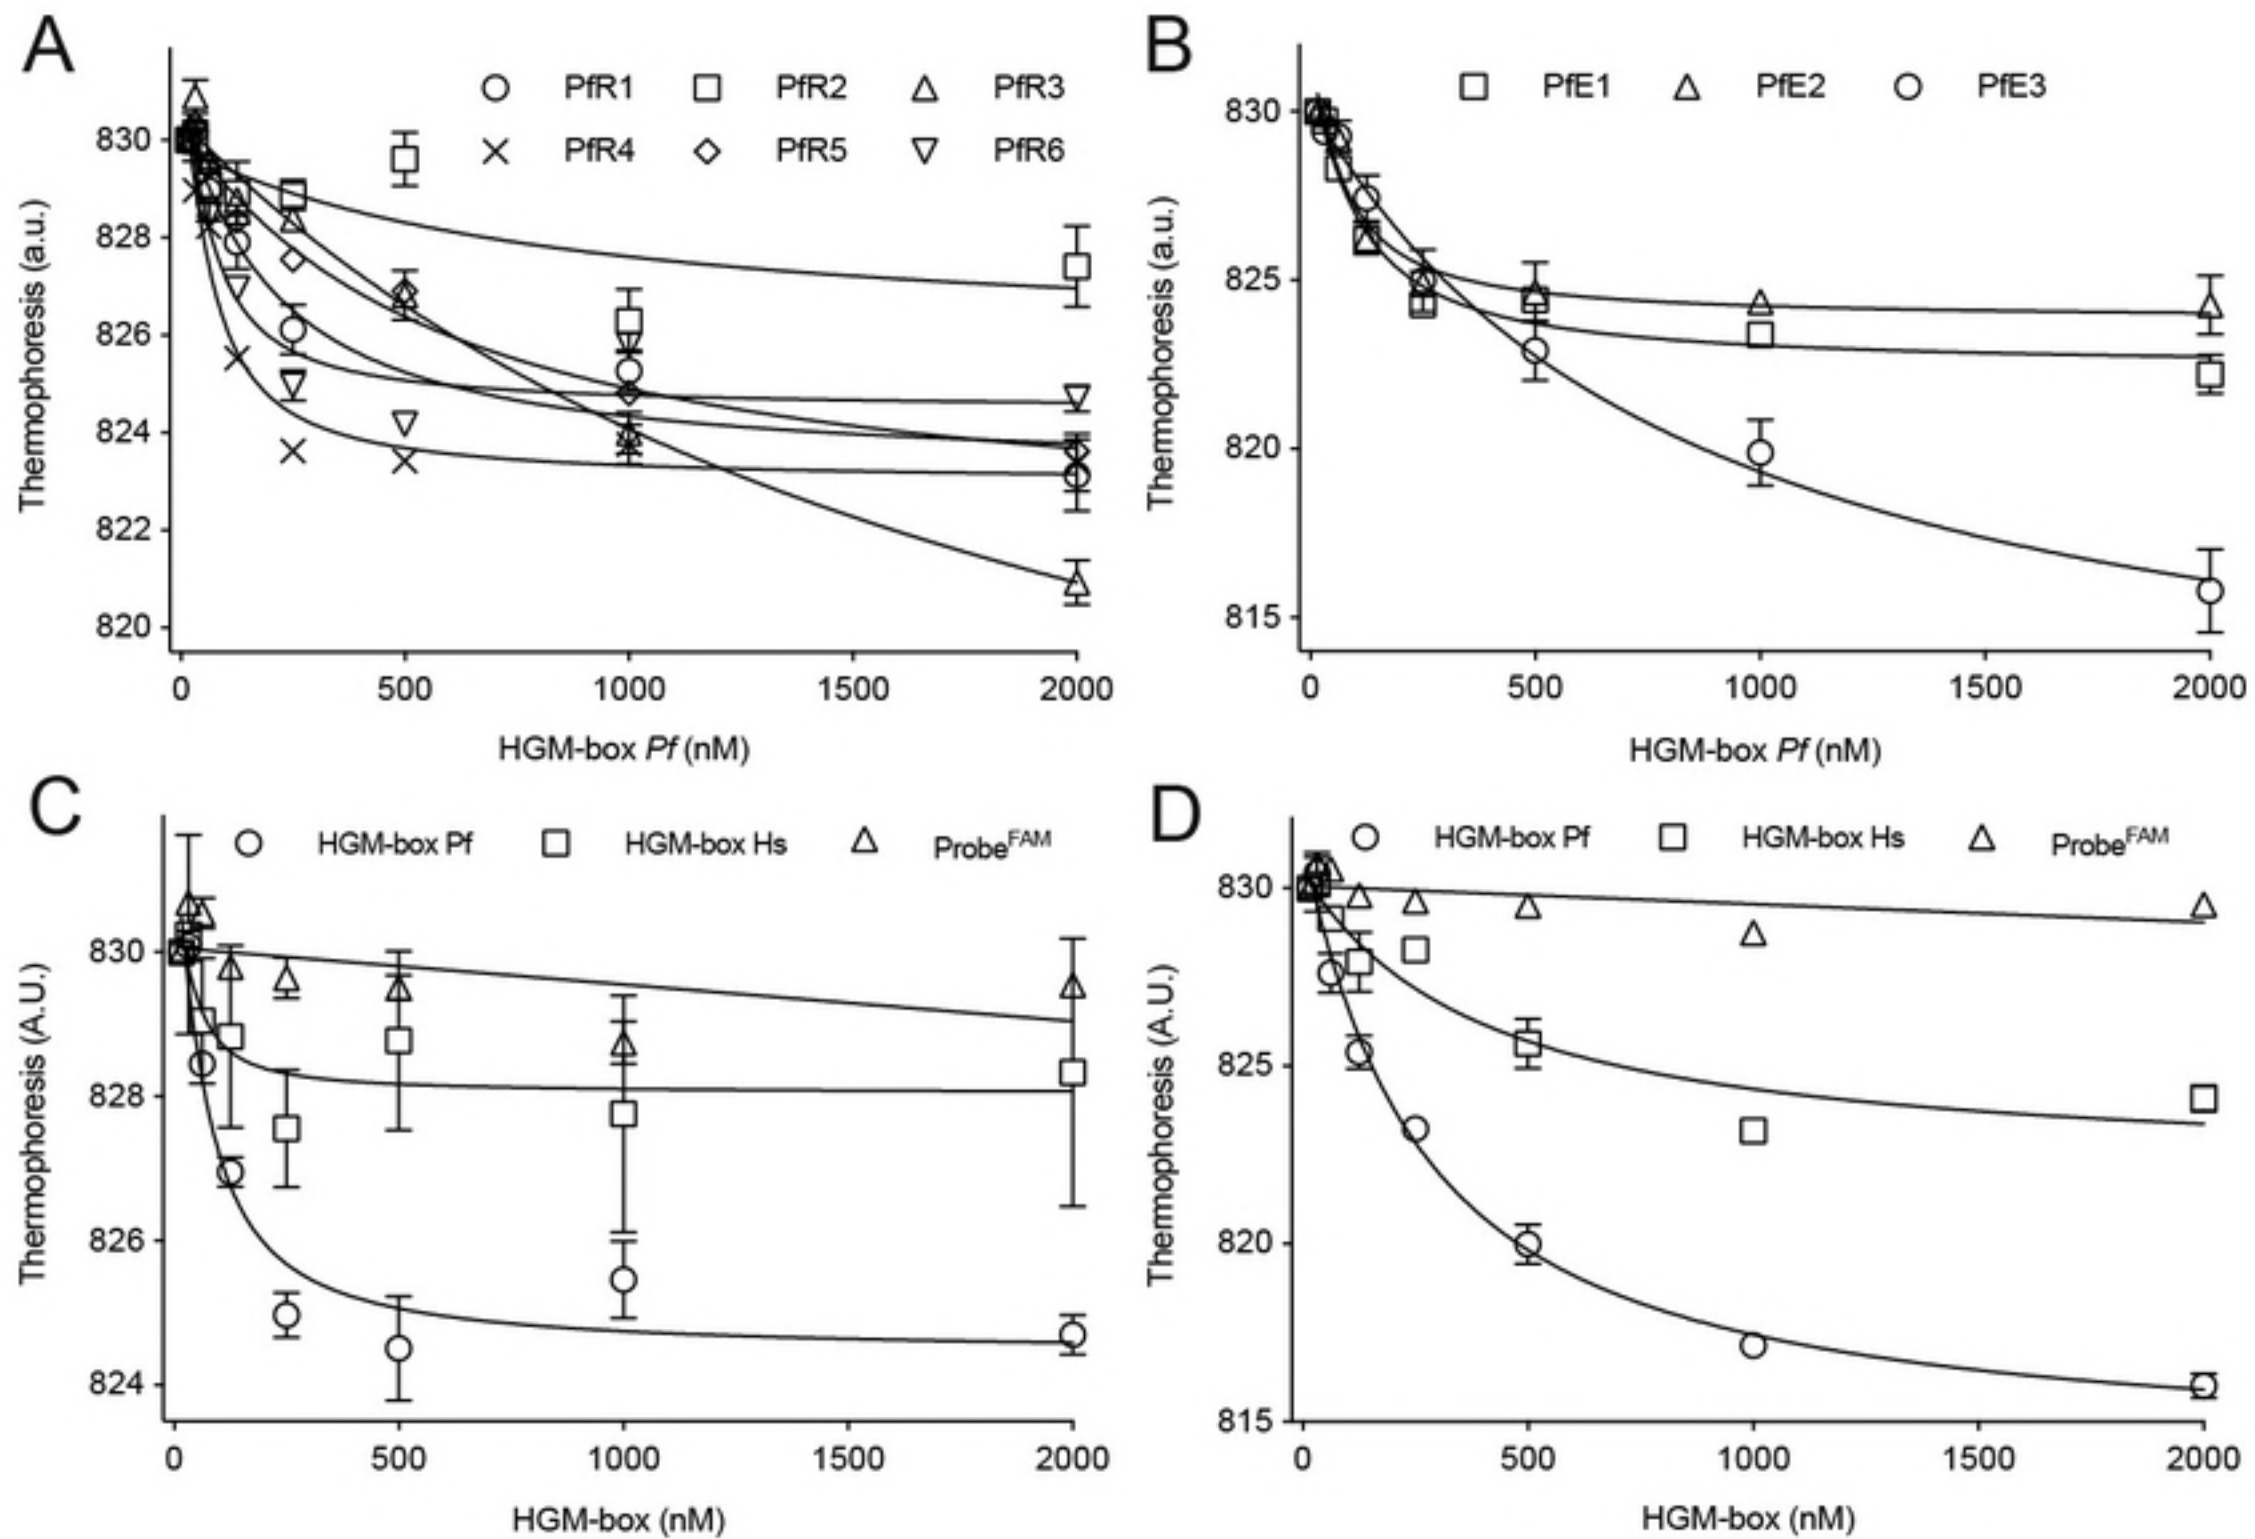 A
PfR1 PfR2 PfR3
PfR4 PfR5 PfR6
Thermophoresis (a.u.)
830
828
826
824
822
820
0 500 1000 1500 2000
HGM-box Pf (nM)
B
PfE1 PfE2 PfE3
Thermophoresis (a.u.)
830
825
820
815
0 500 1000 1500 2000
HGM-box Pf (nM)
C
HGM-box Pf HGM-box Hs Probe^FAM
Thermophoresis (A.U.)
830
828
826
824
0 500 1000 1500 2000
HGM-box (nM)
D
HGM-box Pf HGM-box Hs Probe^FAM
Thermophoresis (A.U.)
830
825
820
815
0 500 1000 1500 2000
HGM-box (nM)